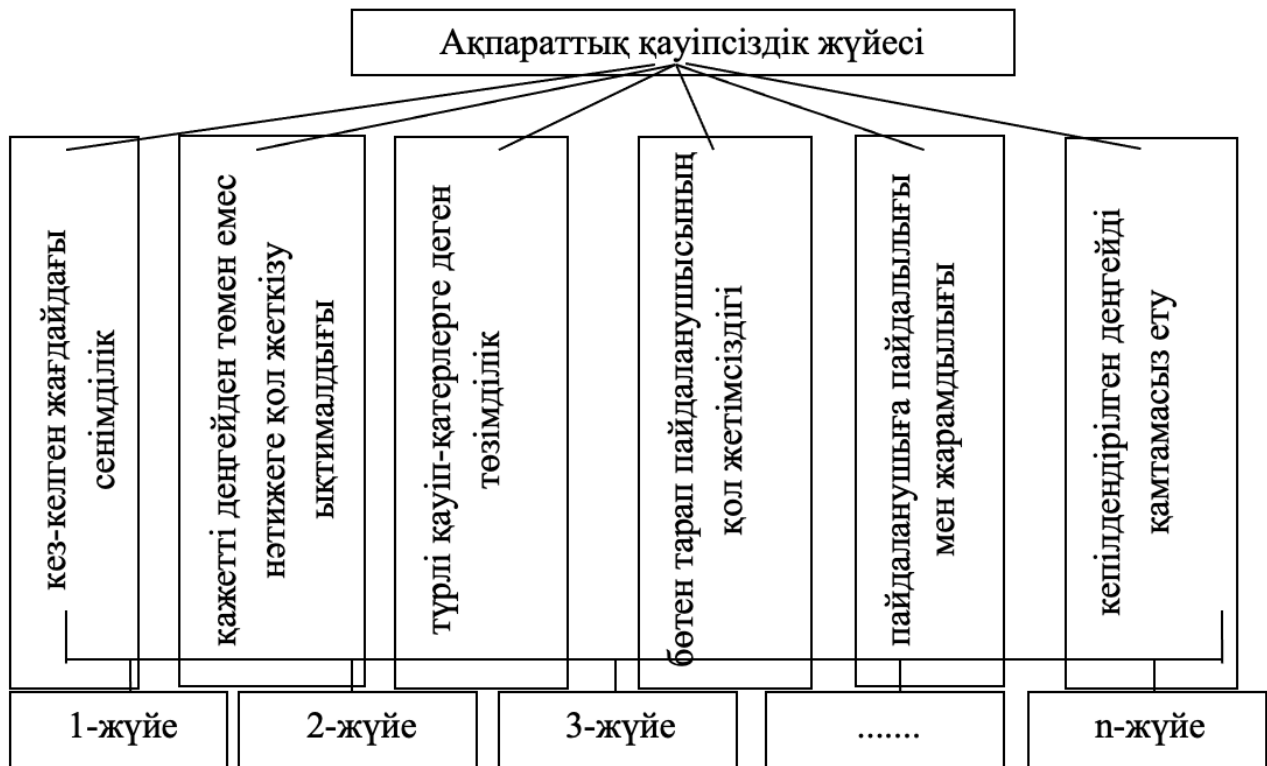 Ақпараттық қауіпсіздік жүйесі
кез-келген жағдайдағы
сенімділік
қажетті деңгейден төмен емес
нәтижеге қол жеткізу
ықтималдығы
түрлі қауіп-қатерлерге деген
төзімділік
бөтен тарап пайдаланушысының
қол жетімсіздігі
пайдаланушыға пайдалылығы
мен жарамдылығы
кепілдендірілген деңгейді
қамтамасыз ету
1-жүйе
2-жүйе
3-жүйе
.......
n-жүйе